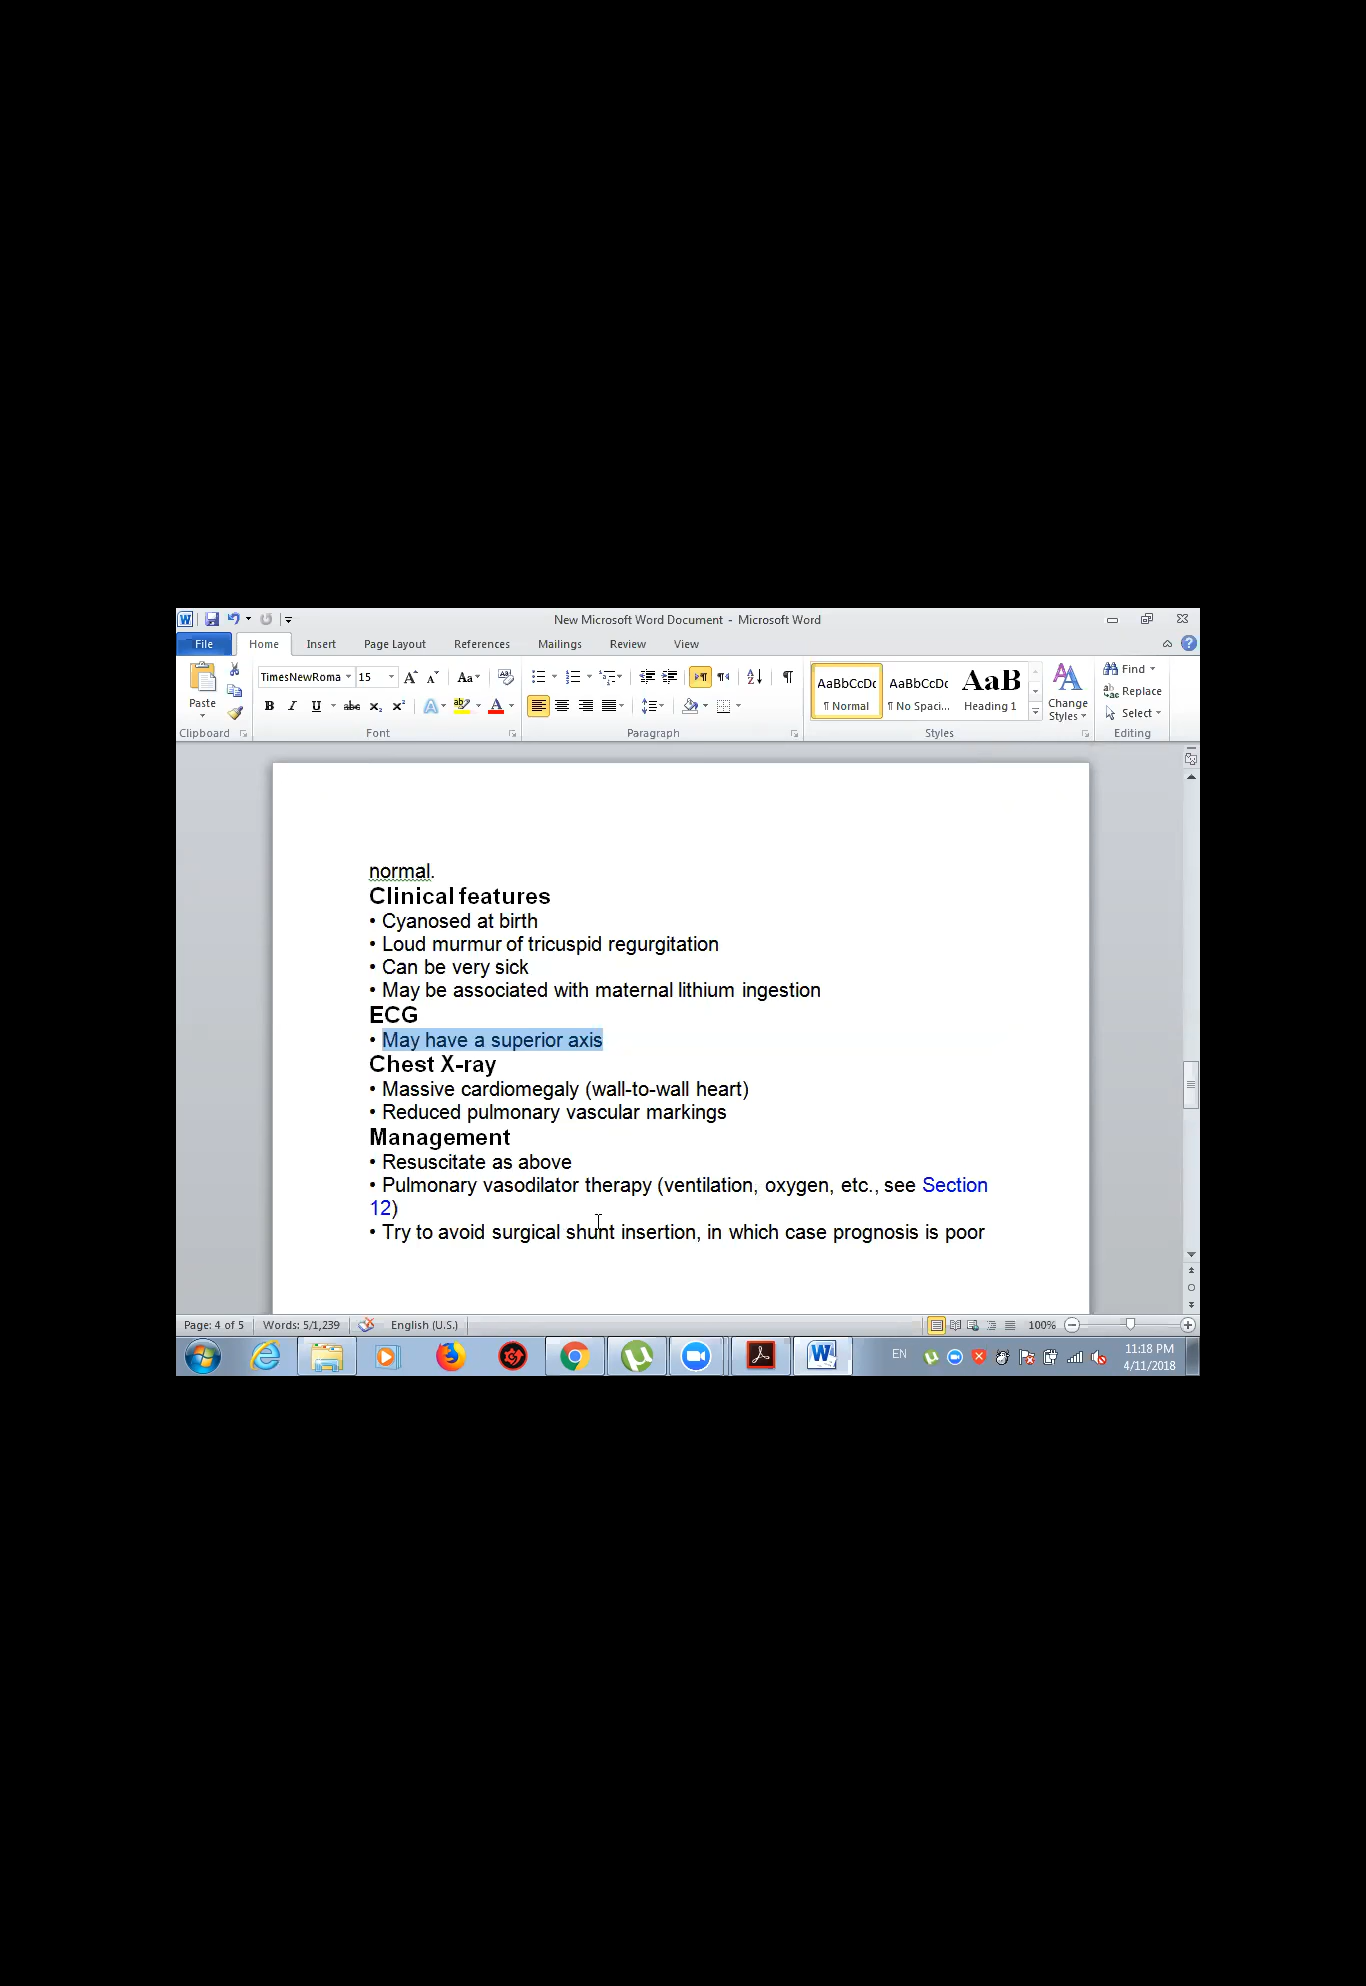 New Microsoft Word Document - Microsoft Word
File Home Insert Page Layout References Mailings Review View
Paste
Clipboard
TimesNewRoma 15
Font
Paragraph
AaBbCcDc AaBbCcDc AaB
¶ Normal ¶ No Spaci... Heading 1
Change Styles
Styles
Find
Replace
Select
Editing
normal.
Clinical features
• Cyanosed at birth
• Loud murmur of tricuspid regurgitation
• Can be very sick
• May be associated with maternal lithium ingestion
ECG
• May have a superior axis
Chest X-ray
• Massive cardiomegaly (wall-to-wall heart)
• Reduced pulmonary vascular markings
Management
• Resuscitate as above
• Pulmonary vasodilator therapy (ventilation, oxygen, etc., see Section
12)
• Try to avoid surgical shunt insertion, in which case prognosis is poor
Page: 4 of 5 Words: 5/1,239 English (U.S.) 100%
EN 11:18 PM
4/11/2018